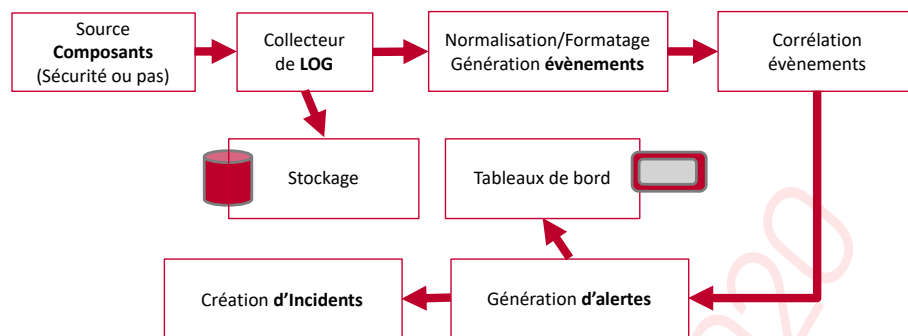 Source
Composants
(Sécurité ou pas)
Collecteur
de LOG
Normalisation/Formatage
Génération évènements
Corrélation
évènements
Stockage
Tableaux de bord
Création d'Incidents
Génération d'alertes
020